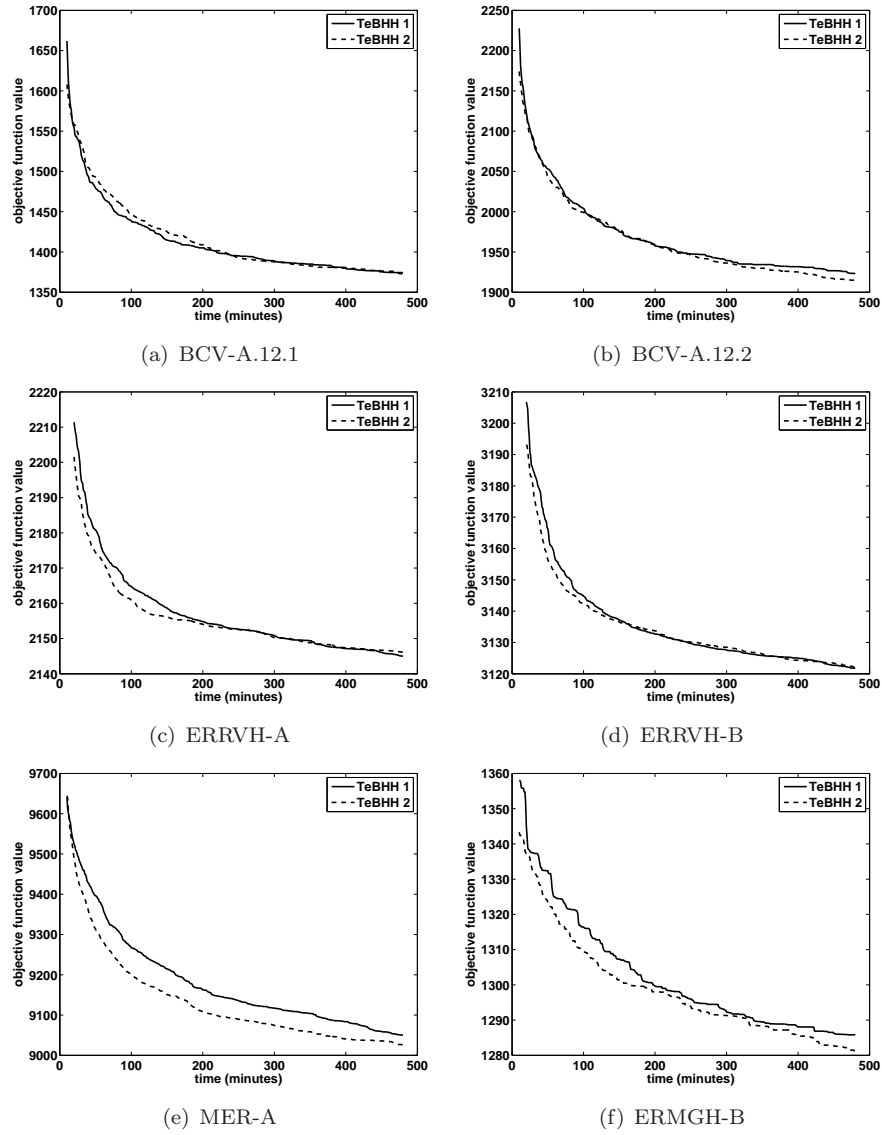 1700
1650
1600
1550
1500
1450
1400
1350
0 100 200 300 400 500
objective function value
time (minutes)
TeBHH 1
TeBHH 2
(a) BCV-A.12.1
2250
2200
2150
2100
2050
2000
1950
1900
0 100 200 300 400 500
objective function value
time (minutes)
TeBHH 1
TeBHH 2
(b) BCV-A.12.2
2220
2210
2200
2190
2180
2170
2160
2150
2140
0 100 200 300 400 500
objective function value
time (minutes)
TeBHH 1
TeBHH 2
(c) ERRVH-A
3210
3200
3190
3180
3170
3160
3150
3140
3130
3120
0 100 200 300 400 500
objective function value
time (minutes)
TeBHH 1
TeBHH 2
(d) ERRVH-B
9700
9600
9500
9400
9300
9200
9100
9000
0 100 200 300 400 500
objective function value
time (minutes)
TeBHH 1
TeBHH 2
(e) MER-A
1360
1350
1340
1330
1320
1310
1300
1290
1280
0 100 200 300 400 500
objective function value
time (minutes)
TeBHH 1
TeBHH 2
(f) ERMGH-B